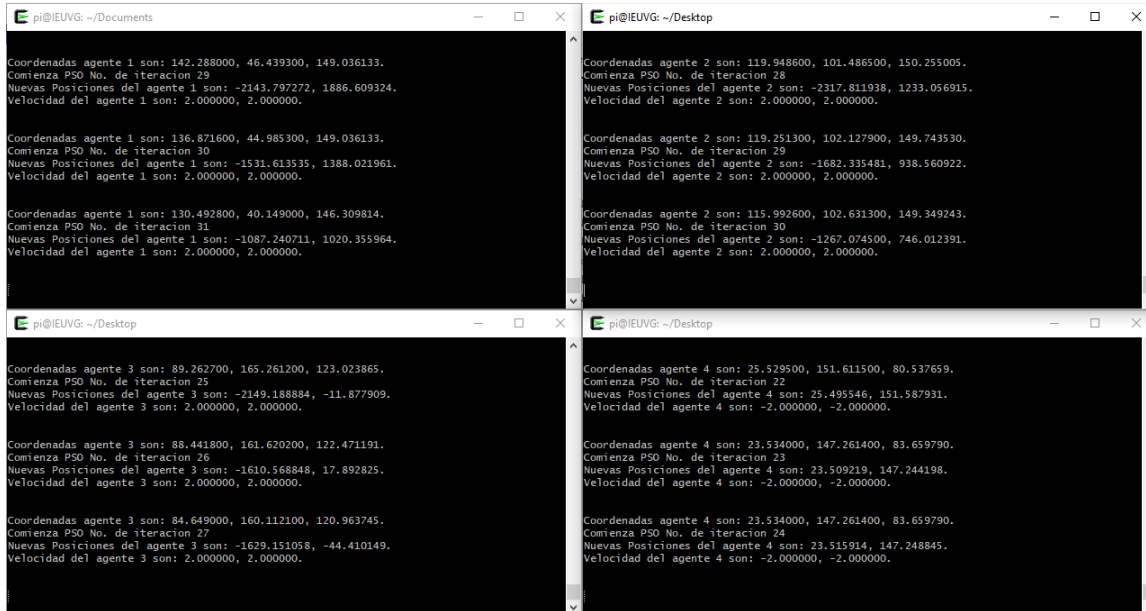 pi@IEUVG: ~/Documents
Coordenadas agente 1 son: 142.288000, 46.439300, 149.036133.
Comienza PSO No. de iteracion 29
Nuevas Posiciones del agente 1 son: -2143.797272, 1886.609324.
Velocidad del agente 1 son: 2.000000, 2.000000.
Coordenadas agente 1 son: 136.871600, 44.985300, 149.036133.
Comienza PSO No. de iteracion 30
Nuevas Posiciones del agente 1 son: -1531.613535, 1388.021961.
Velocidad del agente 1 son: 2.000000, 2.000000.
Coordenadas agente 1 son: 130.492800, 40.149000, 146.309814.
Comienza PSO No. de iteracion 31
Nuevas Posiciones del agente 1 son: -1087.240711, 1020.355964.
Velocidad del agente 1 son: 2.000000, 2.000000.
pi@IEUVG: ~/Desktop
Coordenadas agente 2 son: 119.948600, 101.486500, 150.255005.
Comienza PSO No. de iteracion 28
Nuevas Posiciones del agente 2 son: -2317.811938, 1233.056915.
Velocidad del agente 2 son: 2.000000, 2.000000.
Coordenadas agente 2 son: 119.251300, 102.127900, 149.743530.
Comienza PSO No. de iteracion 29
Nuevas Posiciones del agente 2 son: -1682.335481, 938.560922.
Velocidad del agente 2 son: 2.000000, 2.000000.
Coordenadas agente 2 son: 115.992600, 102.631300, 149.349243.
Comienza PSO No. de iteracion 30
Nuevas Posiciones del agente 2 son: -1267.074500, 746.012391.
Velocidad del agente 2 son: 2.000000, 2.000000.
pi@IEUVG: ~/Desktop
Coordenadas agente 3 son: 89.262700, 165.261200, 123.023865.
Comienza PSO No. de iteracion 25
Nuevas Posiciones del agente 3 son: -2149.188884, -11.877909.
Velocidad del agente 3 son: 2.000000, 2.000000.
Coordenadas agente 3 son: 88.441800, 161.620200, 122.471191.
Comienza PSO No. de iteracion 26
Nuevas Posiciones del agente 3 son: -1610.568848, 17.892825.
Velocidad del agente 3 son: 2.000000, 2.000000.
Coordenadas agente 3 son: 84.649000, 160.112100, 120.963745.
Comienza PSO No. de iteracion 27
Nuevas Posiciones del agente 3 son: -1629.151058, -44.410149.
Velocidad del agente 3 son: 2.000000, 2.000000.
pi@IEUVG: ~/Desktop
Coordenadas agente 4 son: 25.529500, 151.611500, 80.537659.
Comienza PSO No. de iteracion 22
Nuevas Posiciones del agente 4 son: 25.495546, 151.587931.
Velocidad del agente 4 son: -2.000000, -2.000000.
Coordenadas agente 4 son: 23.534000, 147.261400, 83.659790.
Comienza PSO No. de iteracion 23
Nuevas Posiciones del agente 4 son: 23.509219, 147.244198.
Velocidad del agente 4 son: -2.000000, -2.000000.
Coordenadas agente 4 son: 23.534000, 147.261400, 83.659790.
Comienza PSO No. de iteracion 24
Nuevas Posiciones del agente 4 son: 23.515914, 147.248845.
Velocidad del agente 4 son: -2.000000, -2.000000.